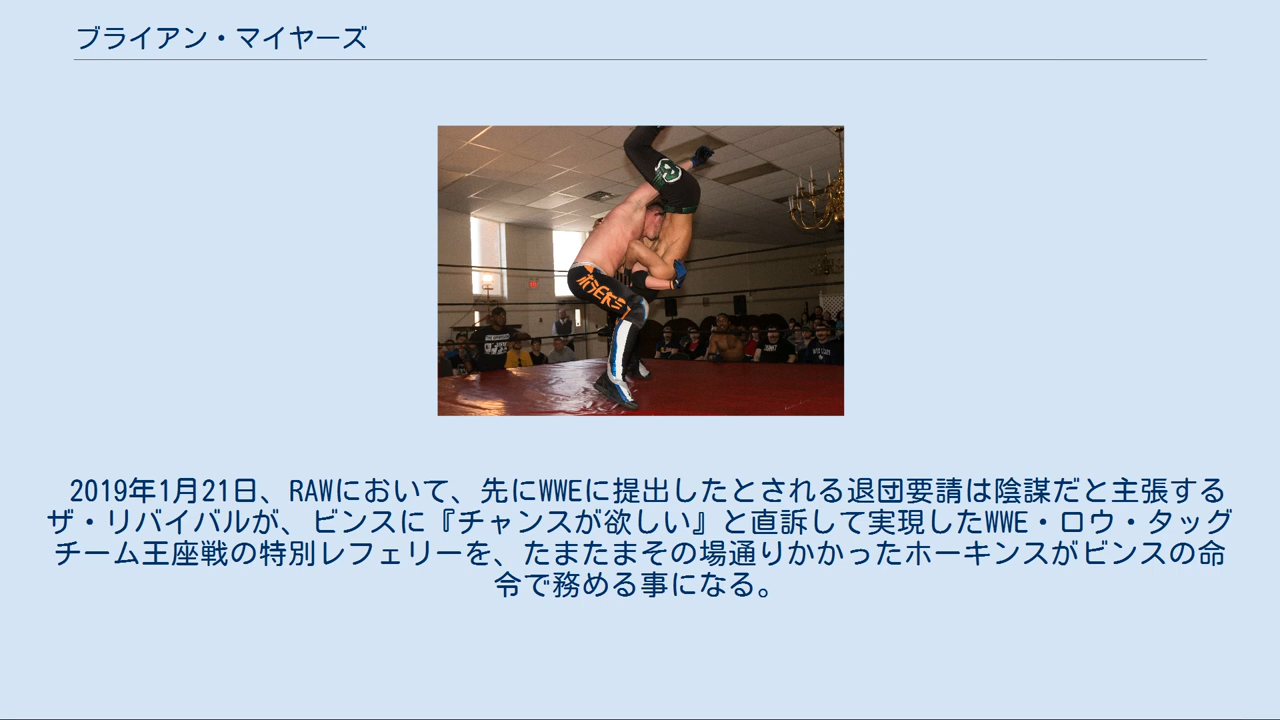 ブライアン・マイヤーズ
2019年1月21日、RAWにおいて、先にWWEに提出したとされる退団要請は陰謀だと主張する
ザ・リバイバルが、ビンスに『チャンスが欲しい』と直訴して実現したWWE・ロウ・タッグ
チーム王座戦の特別レフェリーを、たまたまその場通りかかったホーキンスがビンスの命
令で務める事になる。